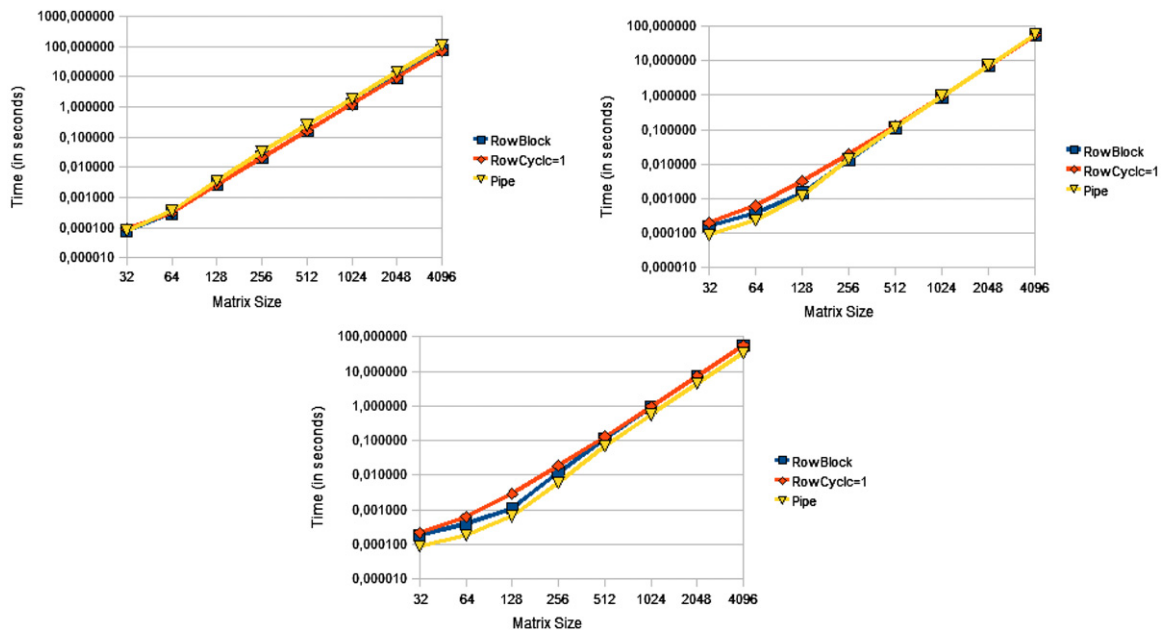 1000,000000
100,000000
10,000000
1,000000
0,100000
0,010000
0,001000
0,000100
0,000010
Time (in seconds)
32 64 128 256 512 1024 2048 4096
Matrix Size
RowBlock
RowCyclc=1
Pipe
100,000000
10,000000
1,000000
0,100000
0,010000
0,001000
0,000100
0,000010
Time (in seconds)
32 64 128 256 512 1024 2048 4096
Matrix Size
RowBlock
RowCyclc=1
Pipe
100,000000
10,000000
1,000000
0,100000
0,010000
0,001000
0,000100
0,000010
Time (in seconds)
32 64 128 256 512 1024 2048 4096
Matrix Size
RowBlock
RowCyclc=1
Pipe